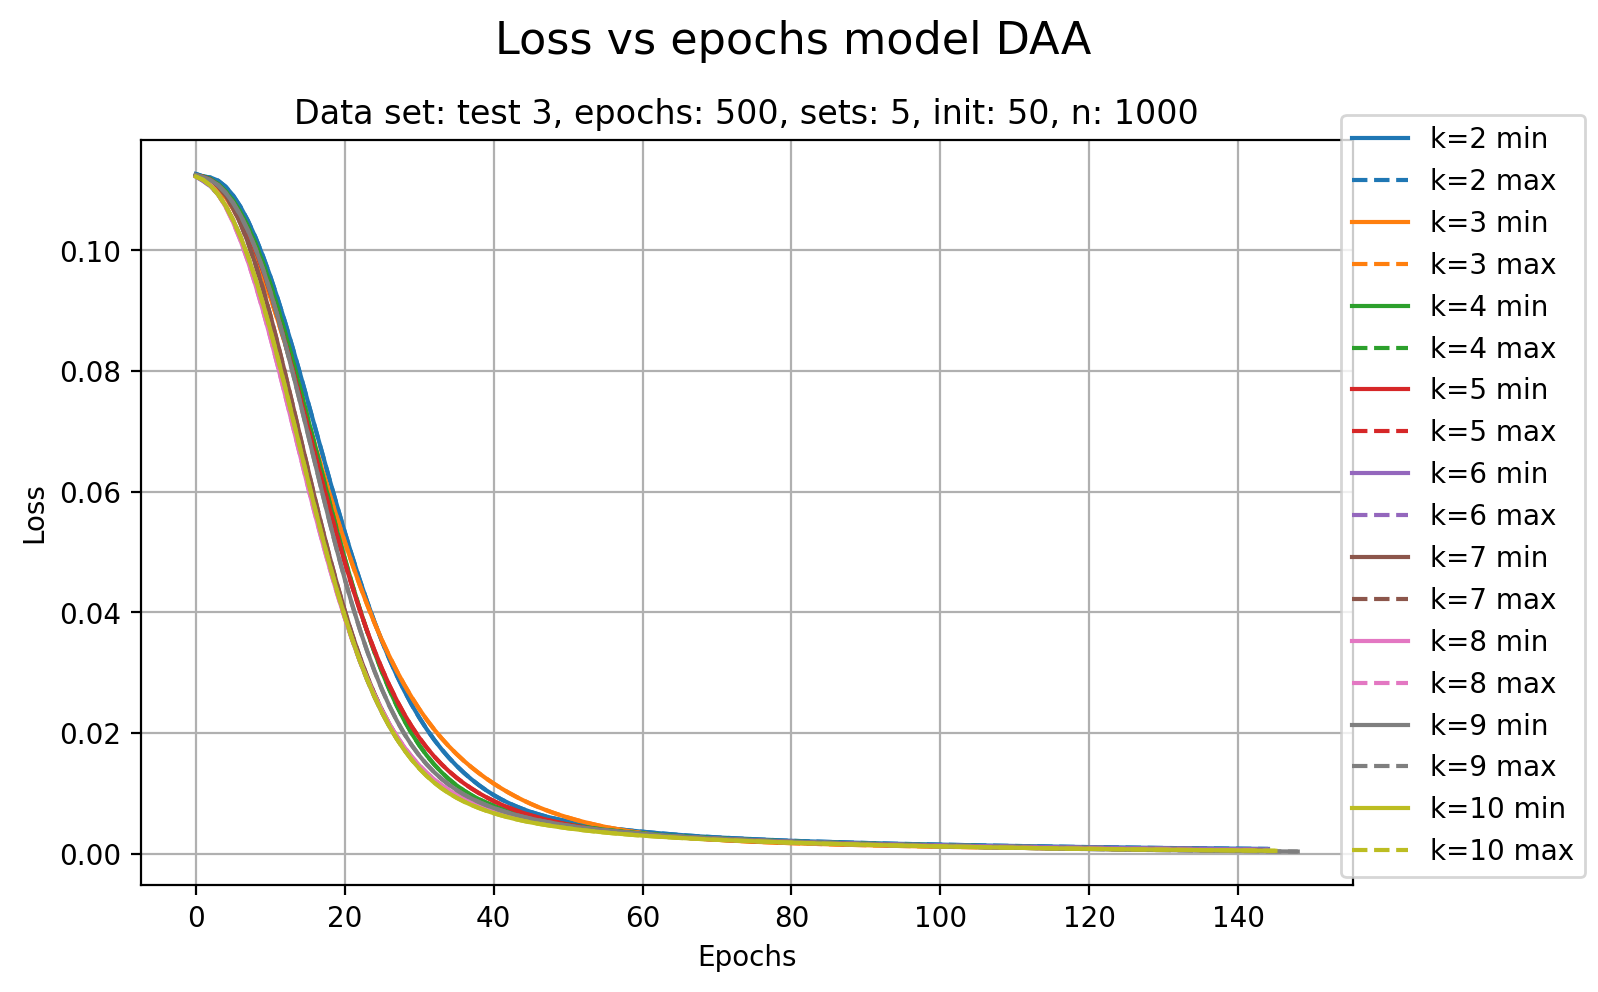 Loss vs epochs model DAA
Data set: test 3, epochs: 500, sets: 5, init: 50, n: 1000
Loss
0.10
0.08
0.06
0.04
0.02
0.00
0 20 40 60 80 100 120 140
Epochs
k=2 min
k=2 max
k=3 min
k=3 max
k=4 min
k=4 max
k=5 min
k=5 max
k=6 min
k=6 max
k=7 min
k=7 max
k=8 min
k=8 max
k=9 min
k=9 max
k=10 min
k=10 max